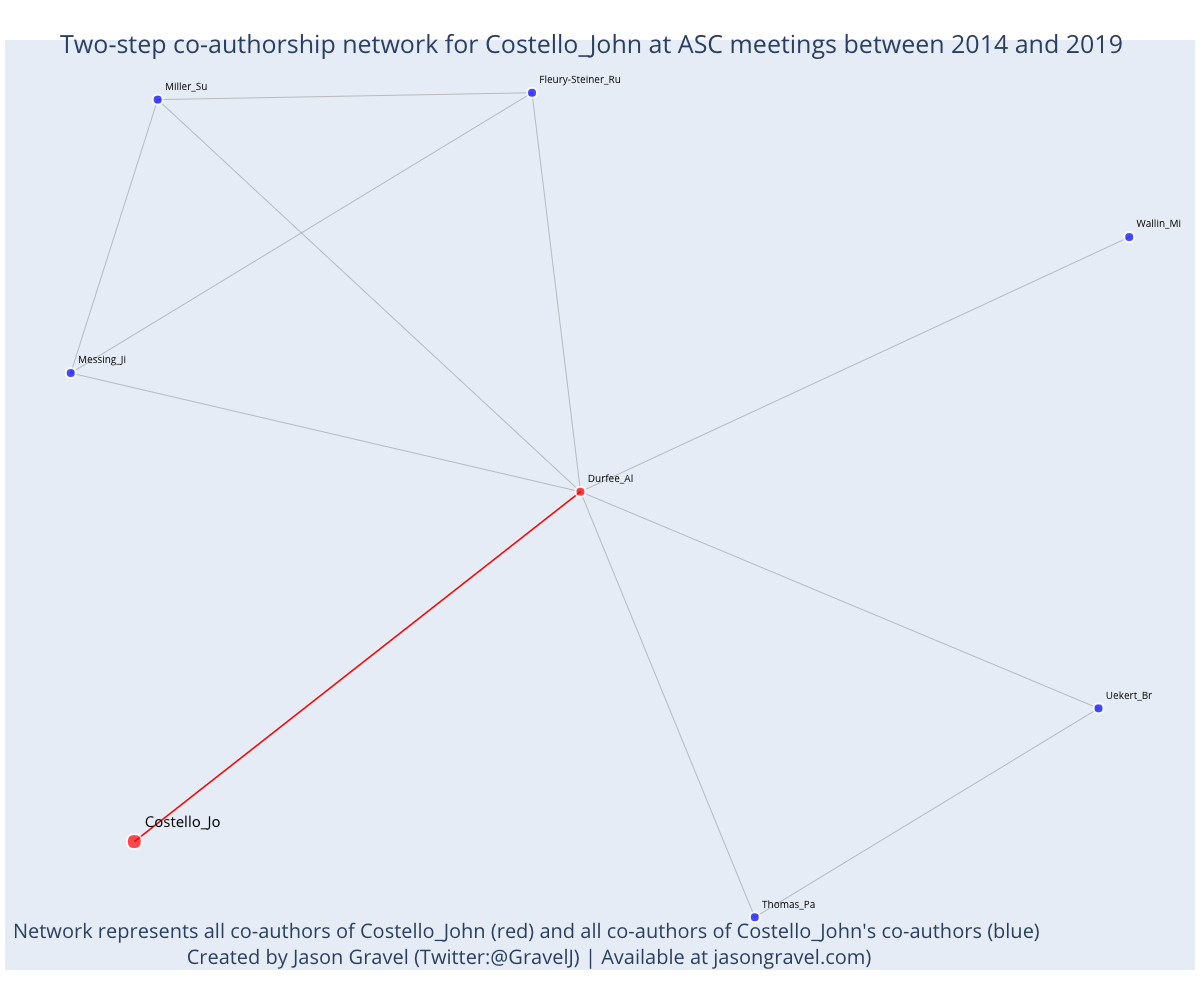 Two-step co-authorship network for Costello_John at ASC meetings between 2014 and 2019
Fleury-Steiner_Ru
Miller_Su
Wallin_Mi
Messing_Ji
Durfee_Al
Uekert_Br
Costello_Jo
Thomas_Pa
Network represents all co-authors of Costello_John (red) and all co-authors of Costello_John's co-authors (blue)
Created by Jason Gravel (Twitter:@GravelJ) | Available at jasongravel.com)